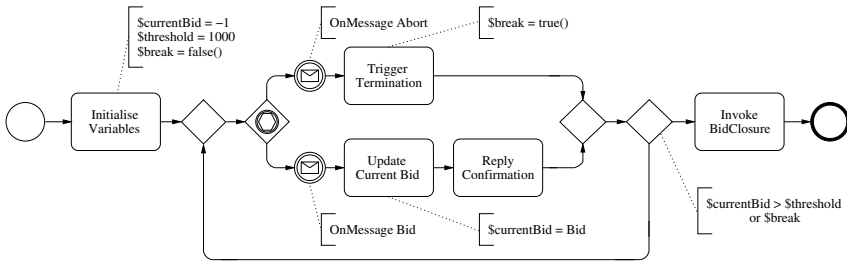 $currentBid = −1
$threshold = 1000
$break = false()
OnMessage Abort
$break = true()
Trigger
Termination
Initialise
Variables
Invoke
BidClosure
Update
Current Bid
Reply
Confirmation
$currentBid > $threshold
or $break
OnMessage Bid
$currentBid = Bid